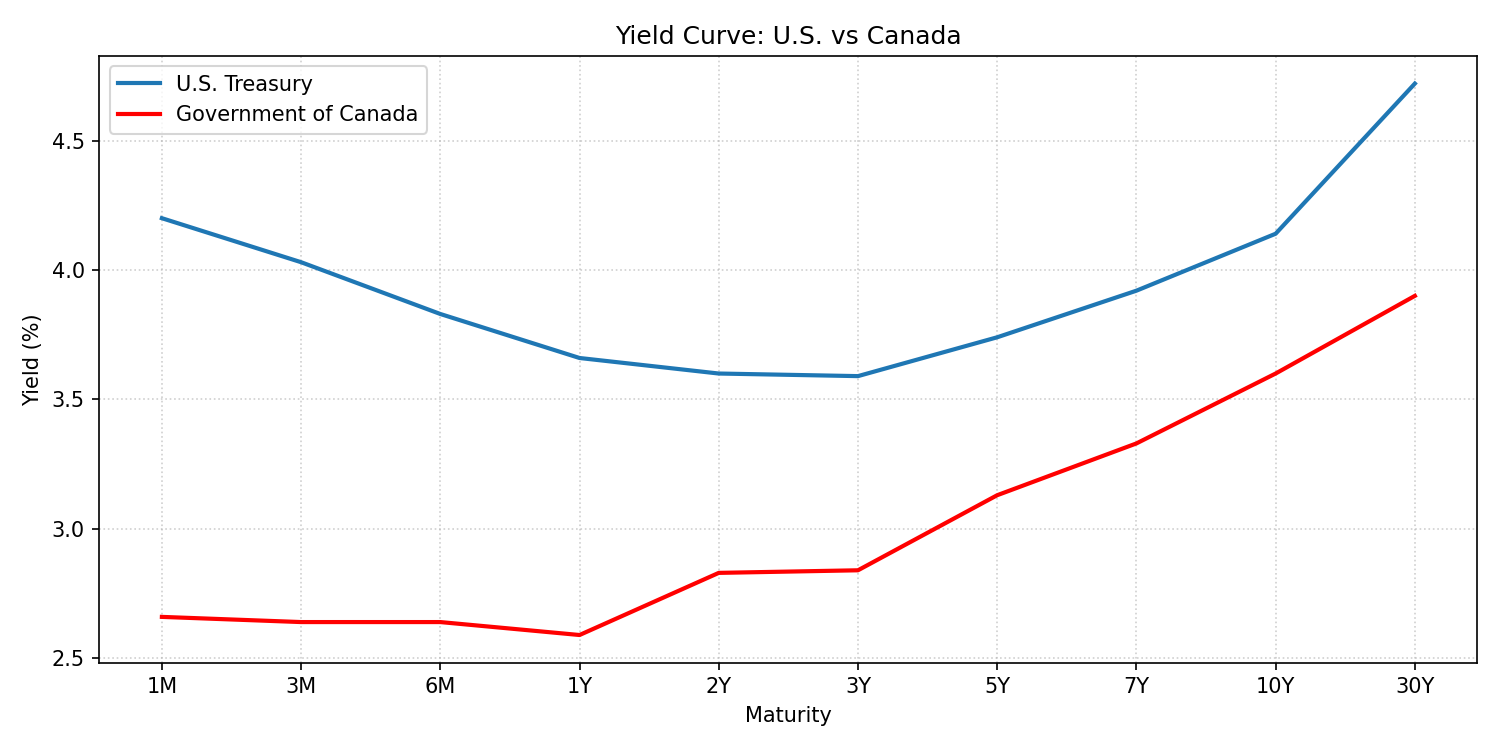 Yield Curve: U.S. vs Canada
U.S. Treasury
Government of Canada
Yield (%)
4.5
4.0
3.5
3.0
2.5
1M 3M 6M 1Y 2Y 3Y 5Y 7Y 10Y 30Y
Maturity